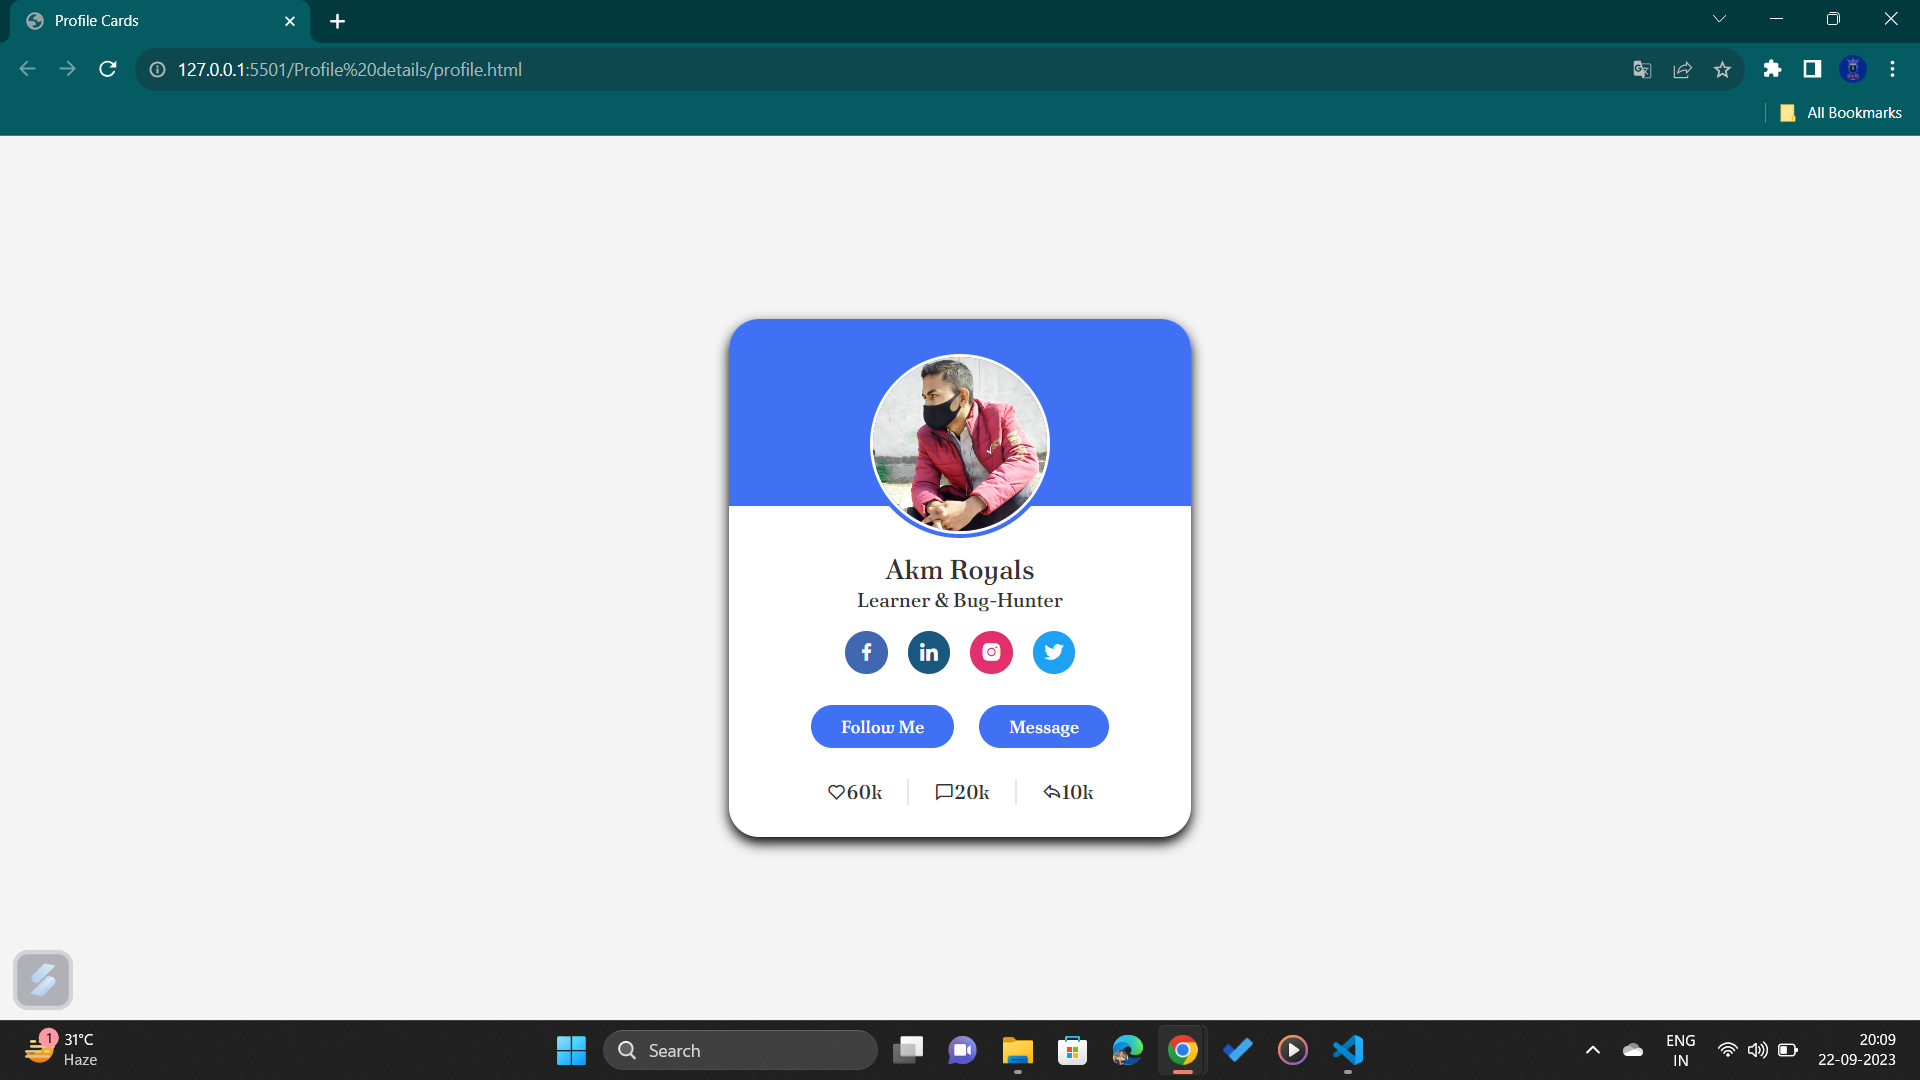 Profile Cards
127.0.0.1:5501/Profile%20details/profile.html
All Bookmarks
Akm Royals
Learner & Bug-Hunter
Follow Me
Message
60k
20k
10k
1
31°C
Haze
Search
ENG
IN
20:09
22-09-2023